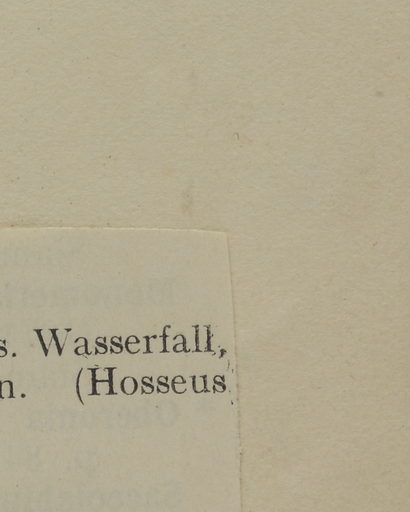 s. Wasserfall,
n. (Hosseus